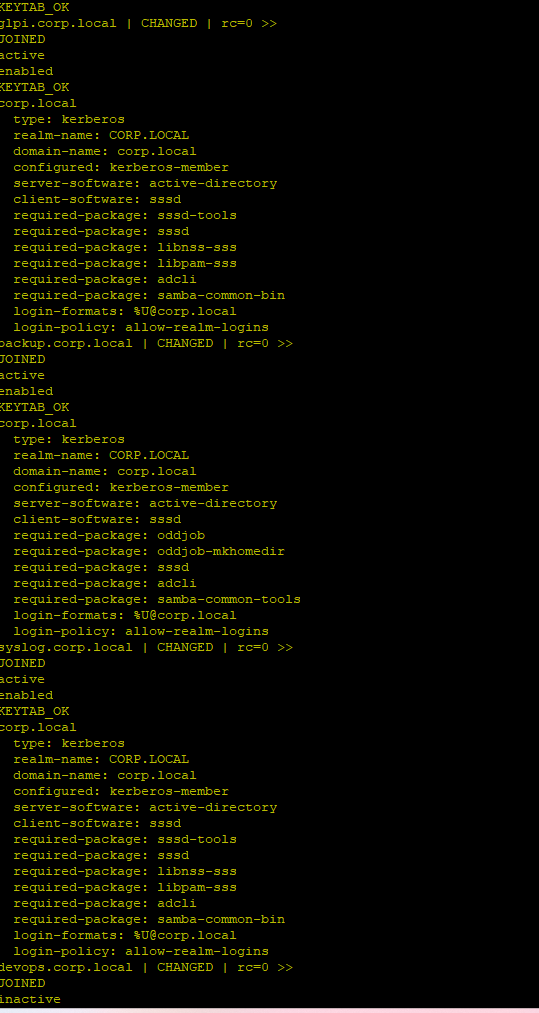 KEYTAB_OK
glpi.corp.local | CHANGED | rc=0 >>
JOINED
active
enabled
KEYTAB_OK
corp.local
  type: kerberos
  realm-name: CORP.LOCAL
  domain-name: corp.local
  configured: kerberos-member
  server-software: active-directory
  client-software: sssd
  required-package: sssd-tools
  required-package: sssd
  required-package: libnss-sss
  required-package: libpam-sss
  required-package: adcli
  required-package: samba-common-bin
  login-formats: %U@corp.local
  login-policy: allow-realm-logins
backup.corp.local | CHANGED | rc=0 >>
JOINED
active
enabled
KEYTAB_OK
corp.local
  type: kerberos
  realm-name: CORP.LOCAL
  domain-name: corp.local
  configured: kerberos-member
  server-software: active-directory
  client-software: sssd
  required-package: oddjob
  required-package: oddjob-mkhomedir
  required-package: sssd
  required-package: adcli
  required-package: samba-common-tools
  login-formats: %U@corp.local
  login-policy: allow-realm-logins
syslog.corp.local | CHANGED | rc=0 >>
JOINED
active
enabled
KEYTAB_OK
corp.local
  type: kerberos
  realm-name: CORP.LOCAL
  domain-name: corp.local
  configured: kerberos-member
  server-software: active-directory
  client-software: sssd
  required-package: sssd-tools
  required-package: sssd
  required-package: libnss-sss
  required-package: libpam-sss
  required-package: adcli
  required-package: samba-common-bin
  login-formats: %U@corp.local
  login-policy: allow-realm-logins
devops.corp.local | CHANGED | rc=0 >>
JOINED
inactive